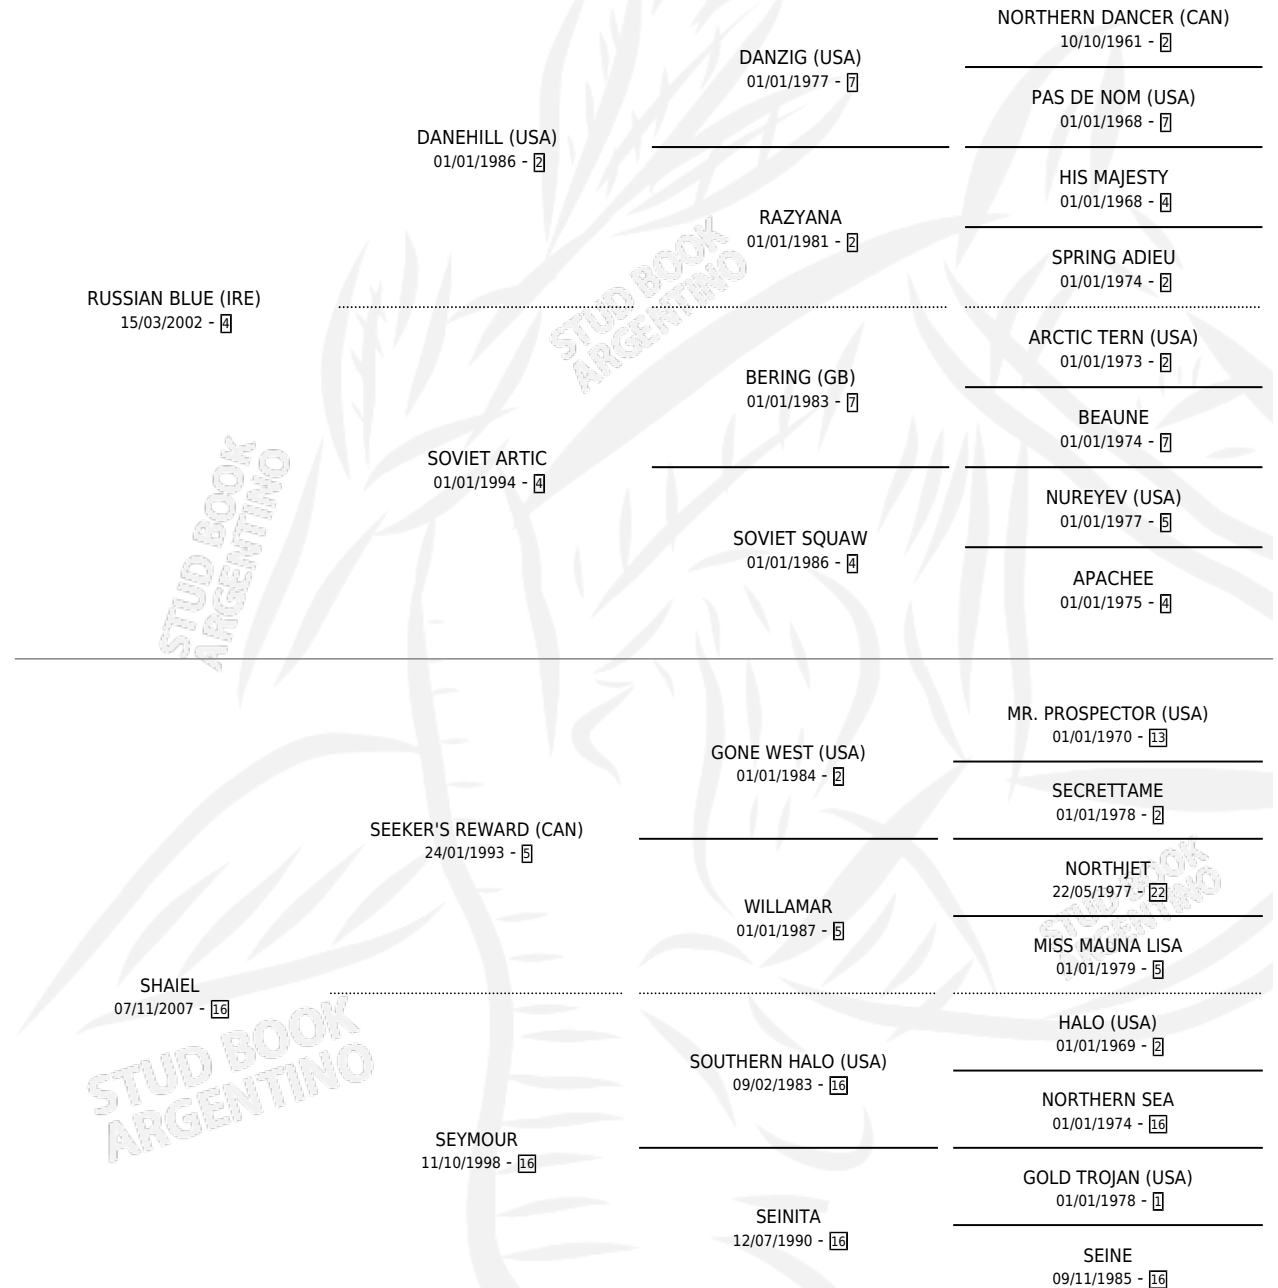 NORTHERN DANCER (CAN)
10/10/1961 - 2
DANZIG (USA)
01/01/1977 - 7
PAS DE NOM (USA)
01/01/1968 - 7
DANEHILL (USA)
01/01/1986 - 2
HIS MAJESTY
01/01/1968 - 4
RAZYANA
01/01/1981 - 2
SPRING ADIEU
01/01/1974 - 2
RUSSIAN BLUE (IRE)
15/03/2002 - 4
STUD BOOK
ARGENTINO
ARCTIC TERN (USA)
01/01/1973 - 2
BERING (GB)
01/01/1983 - 7
BEAUNE
01/01/1974 - 7
SOVIET ARTIC
01/01/1994 - 4
NUREYEV (USA)
01/01/1977 - 5
SOVIET SQUAW
01/01/1986 - 4
APACHEE
01/01/1975 - 4
STUD BOOK
ARGENTINO
MR. PROSPECTOR (USA)
01/01/1970 - 13
GONE WEST (USA)
01/01/1984 - 2
SECRETTAME
01/01/1978 - 2
SEEKER'S REWARD (CAN)
24/01/1993 - 5
NORTHJET
22/05/1977 - 22
WILLAMAR
01/01/1987 - 5
MISS MAUNA LISA
01/01/1979 - 5
STUD BOOK
ARGENTINO
SHAIEL
07/11/2007 - 16
HALO (USA)
01/01/1969 - 2
SOUTHERN HALO (USA)
09/02/1983 - 16
NORTHERN SEA
01/01/1974 - 16
STUD BOOK
ARGENTINO
SEYMOUR
11/10/1998 - 16
GOLD TROJAN (USA)
01/01/1978 - 1
SEINITA
12/07/1990 - 16
SEINE
09/11/1985 - 16